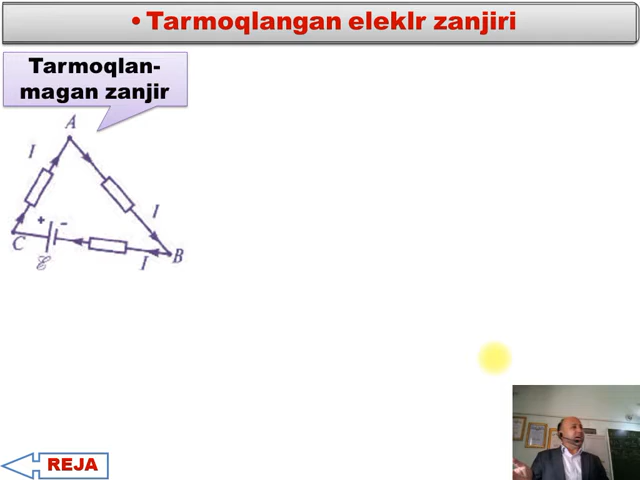 • Tarmoqlangan eleklr zanjiri
Tarmoqlan-
magan zanjir
A
I
I
+ -
C
ℰ
I
B
REJA